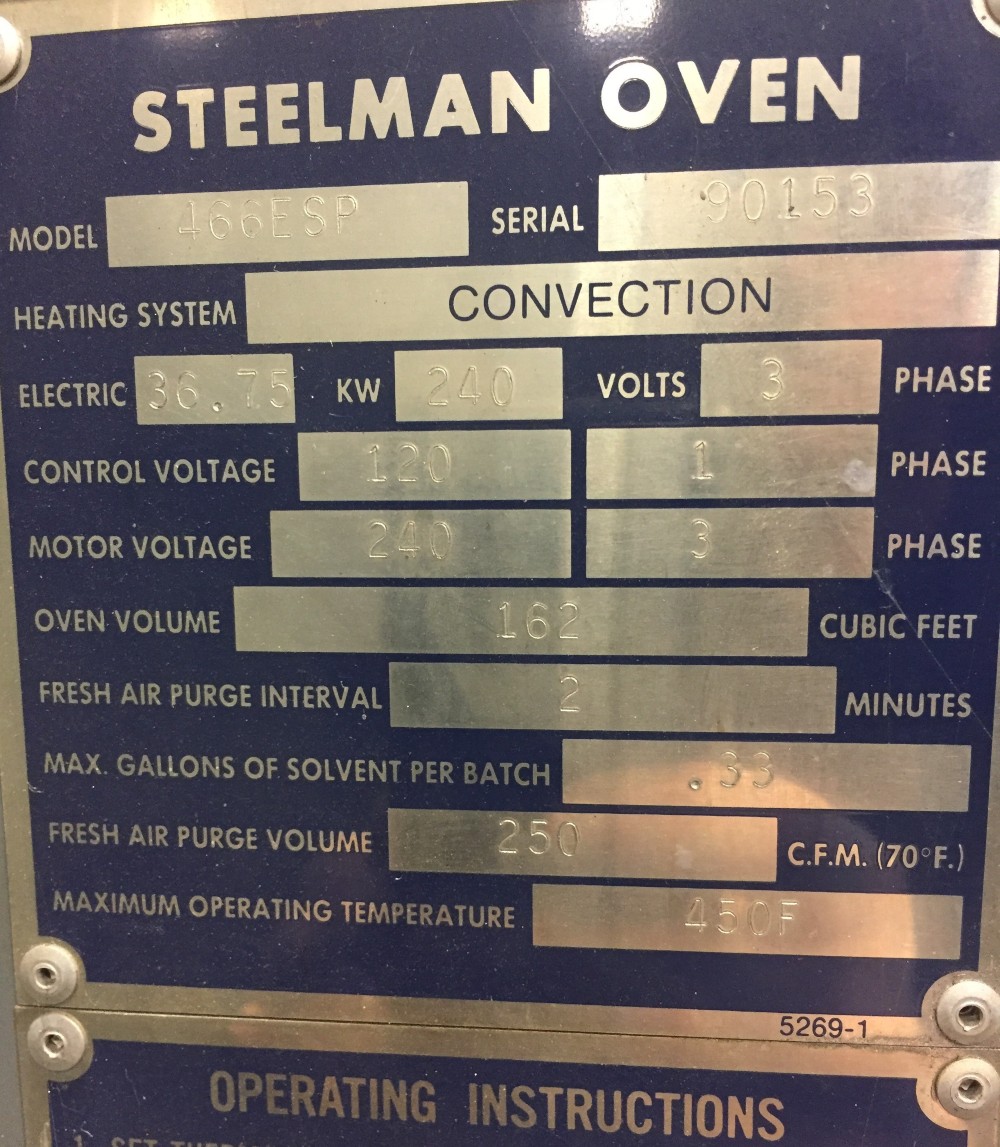 STEELMAN OVEN
MODEL 466ESP SERIAL 90153
HEATING SYSTEM CONVECTION
ELECTRIC 36.75 KW 240 VOLTS 3 PHASE
CONTROL VOLTAGE 120 1 PHASE
MOTOR VOLTAGE 240 3 PHASE
OVEN VOLUME 162 CUBIC FEET
FRESH AIR PURGE INTERVAL 2 MINUTES
MAX. GALLONS OF SOLVENT PER BATCH .33
FRESH AIR PURGE VOLUME 250 C.F.M. (70°F.)
MAXIMUM OPERATING TEMPERATURE 450F
5269-1
OPERATING INSTRUCTIONS
1. SET